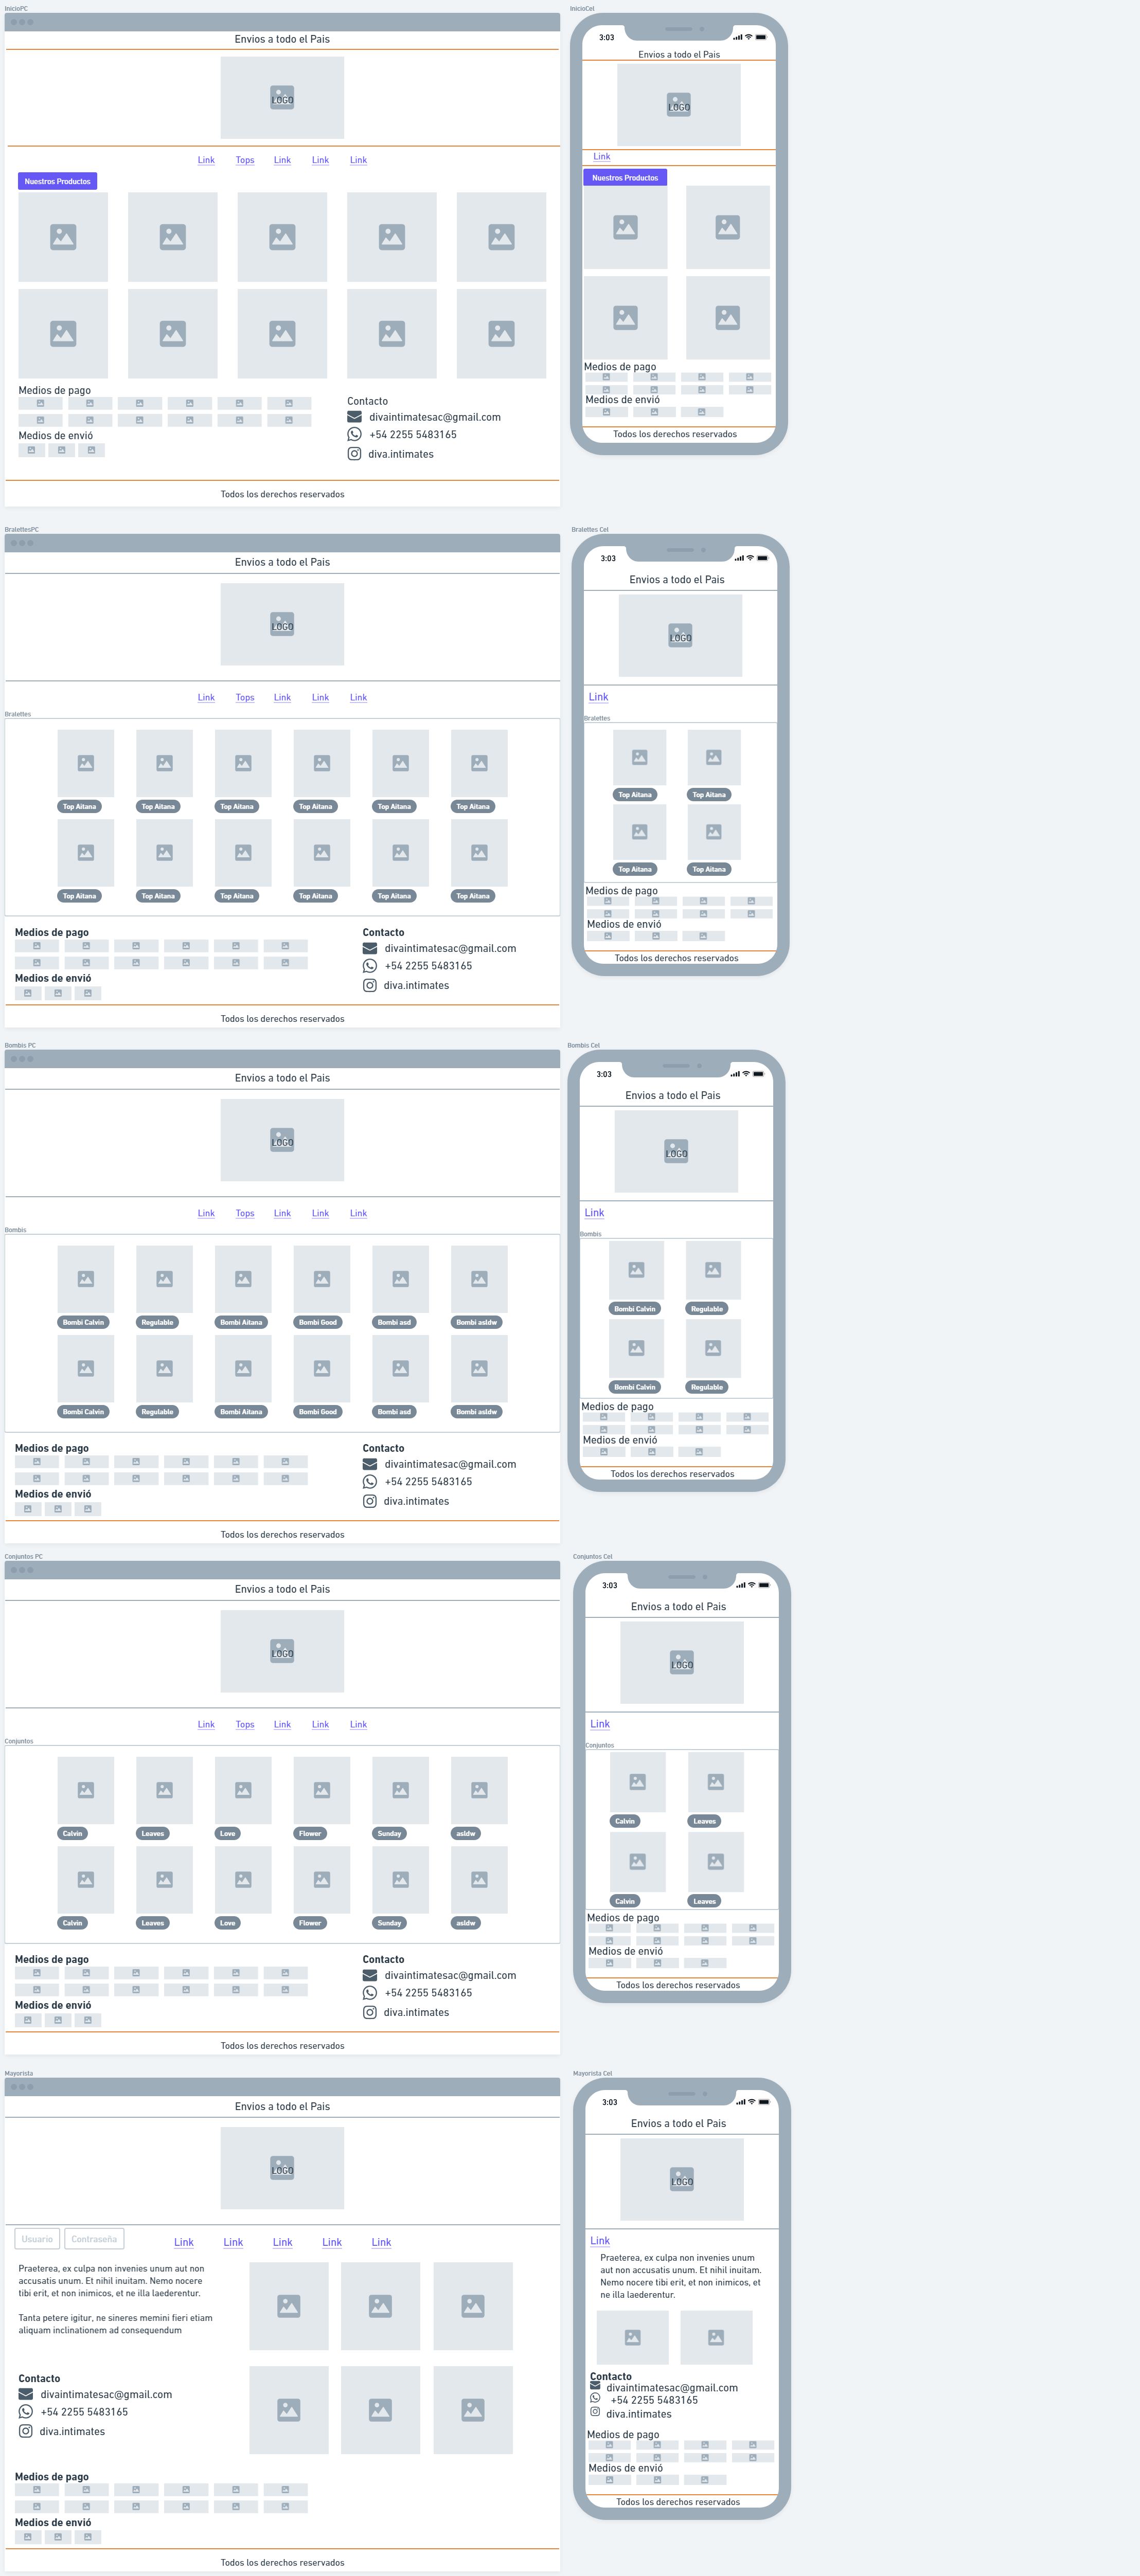 InicioPC
Envios a todo el Pais
LOGO
Link Tops Link Link Link
Nuestros Productos
Medios de pago
Medios de envió
Contacto
divaintimatesac@gmail.com
+54 2255 5483165
diva.intimates
Todos los derechos reservados
InicioCel
3:03
Envios a todo el Pais
LOGO
Link
Nuestros Productos
Medios de pago
Medios de envió
Todos los derechos reservados
BralettesPC
Envios a todo el Pais
LOGO
Link Tops Link Link Link
Bralettes
Top Aitana Top Aitana Top Aitana Top Aitana Top Aitana Top Aitana
Top Aitana Top Aitana Top Aitana Top Aitana Top Aitana Top Aitana
Medios de pago
Medios de envió
Contacto
divaintimatesac@gmail.com
+54 2255 5483165
diva.intimates
Todos los derechos reservados
Bralettes Cel
3:03
Envios a todo el Pais
LOGO
Link
Bralettes
Top Aitana Top Aitana
Top Aitana Top Aitana
Medios de pago
Medios de envió
Todos los derechos reservados
Bombis PC
Envios a todo el Pais
LOGO
Link Tops Link Link Link
Bombis
Bombi Calvin Regulable Bombi Aitana Bombi Good Bombi asd Bombi asldw
Bombi Calvin Regulable Bombi Aitana Bombi Good Bombi asd Bombi asldw
Medios de pago
Medios de envió
Contacto
divaintimatesac@gmail.com
+54 2255 5483165
diva.intimates
Todos los derechos reservados
Bombis Cel
3:03
Envios a todo el Pais
LOGO
Link
Bombis
Bombi Calvin Regulable
Bombi Calvin Regulable
Medios de pago
Medios de envió
Todos los derechos reservados
Conjuntos PC
Envios a todo el Pais
LOGO
Link Tops Link Link Link
Conjuntos
Calvin Leaves Love Flower Sunday asldw
Calvin Leaves Love Flower Sunday asldw
Medios de pago
Medios de envió
Contacto
divaintimatesac@gmail.com
+54 2255 5483165
diva.intimates
Todos los derechos reservados
Conjuntos Cel
3:03
Envios a todo el Pais
LOGO
Link
Conjuntos
Calvin Leaves
Calvin Leaves
Medios de pago
Medios de envió
Todos los derechos reservados
Mayorista
Envios a todo el Pais
LOGO
Usuario Contraseña Link Link Link Link Link
Praeterea, ex culpa non invenies unum aut non
accusatis unum. Et nihil inuitam. Nemo nocere
tibi erit, et non inimicos, et ne illa laederentur.
Tanta petere igitur, ne sineres memini fieri etiam
aliquam inclinationem ad consequendum
Contacto
divaintimatesac@gmail.com
+54 2255 5483165
diva.intimates
Medios de pago
Medios de envió
Todos los derechos reservados
Mayorista Cel
3:03
Envios a todo el Pais
LOGO
Link
Praeterea, ex culpa non invenies unum
aut non accusatis unum. Et nihil inuitam.
Nemo nocere tibi erit, et non inimicos, et
ne illa laederentur.
Contacto
divaintimatesac@gmail.com
+54 2255 5483165
diva.intimates
Medios de pago
Medios de envió
Todos los derechos reservados